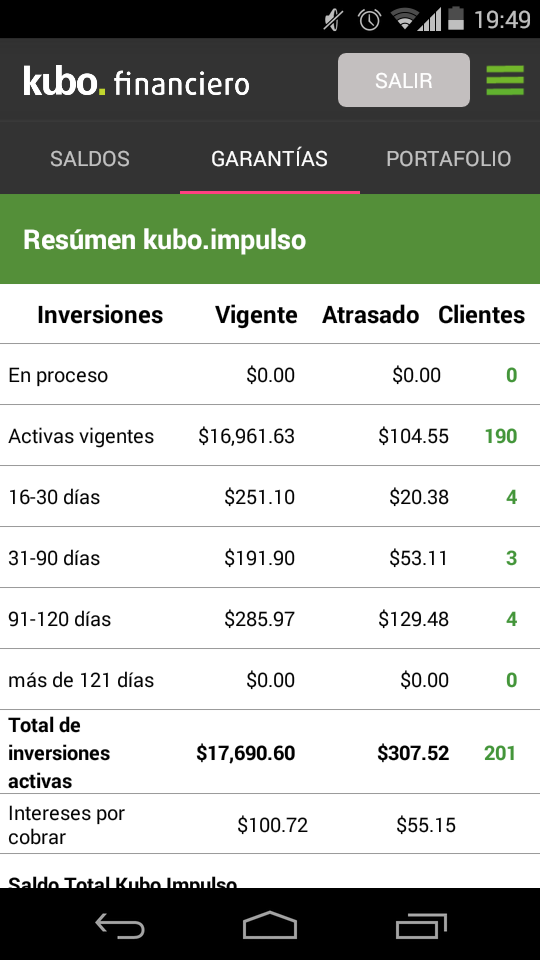 19:49
kubo. financiero
SALIR
SALDOS GARANTÍAS PORTAFOLIO
Resúmen kubo.impulso
Inversiones Vigente Atrasado Clientes
En proceso $0.00 $0.00 0
Activas vigentes $16,961.63 $104.55 190
16-30 días $251.10 $20.38 4
31-90 días $191.90 $53.11 3
91-120 días $285.97 $129.48 4
más de 121 días $0.00 $0.00 0
Total de
inversiones $17,690.60 $307.52 201
activas
Intereses por
cobrar $100.72 $55.15
Saldo Total Kubo Impulso